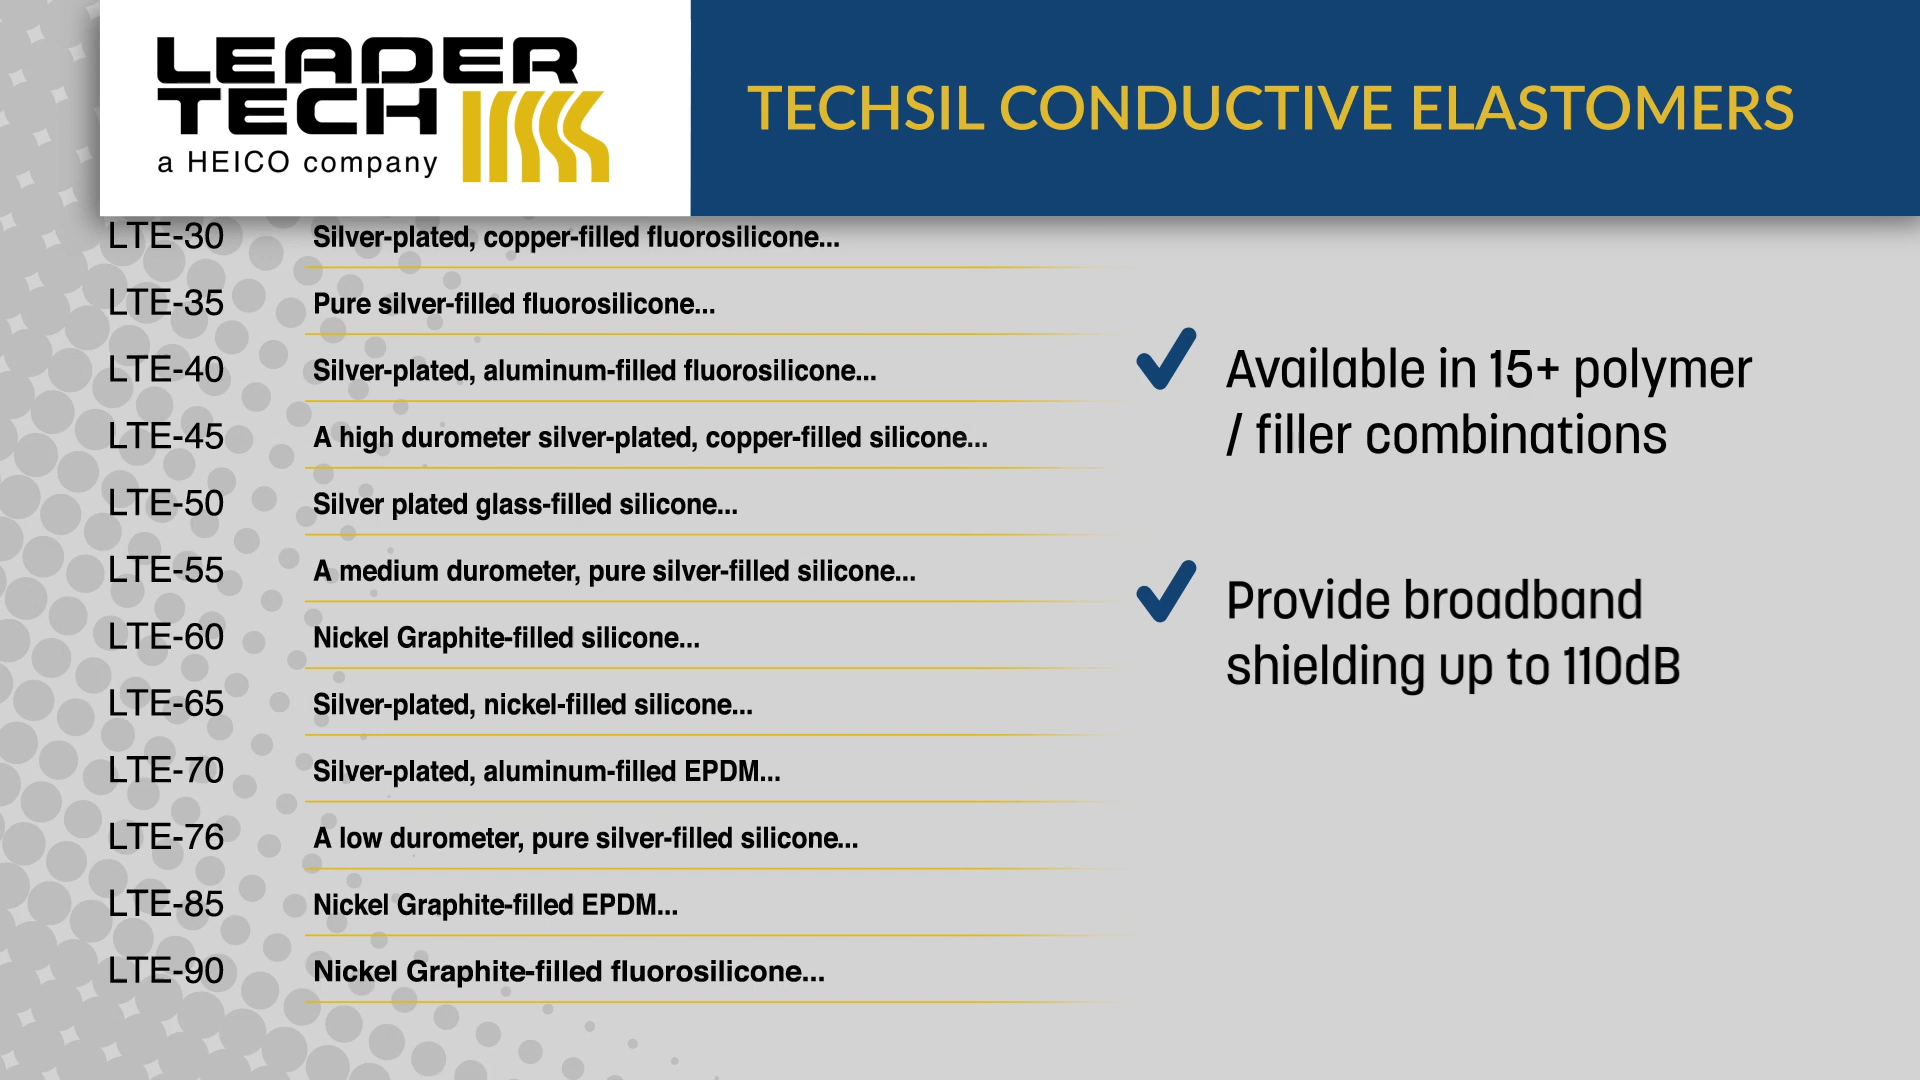 LEADER
TECH
a HEICO company
TECHSIL CONDUCTIVE ELASTOMERS
LTE-30 Silver-plated, copper-filled fluorosilicone...
LTE-35 Pure silver-filled fluorosilicone...
LTE-40 Silver-plated, aluminum-filled fluorosilicone...
LTE-45 A high durometer silver-plated, copper-filled silicone...
LTE-50 Silver plated glass-filled silicone...
LTE-55 A medium durometer, pure silver-filled silicone...
LTE-60 Nickel Graphite-filled silicone...
LTE-65 Silver-plated, nickel-filled silicone...
LTE-70 Silver-plated, aluminum-filled EPDM...
LTE-76 A low durometer, pure silver-filled silicone...
LTE-85 Nickel Graphite-filled EPDM...
LTE-90 Nickel Graphite-filled fluorosilicone...
Available in 15+ polymer
/ filler combinations
Provide broadband
shielding up to 110dB